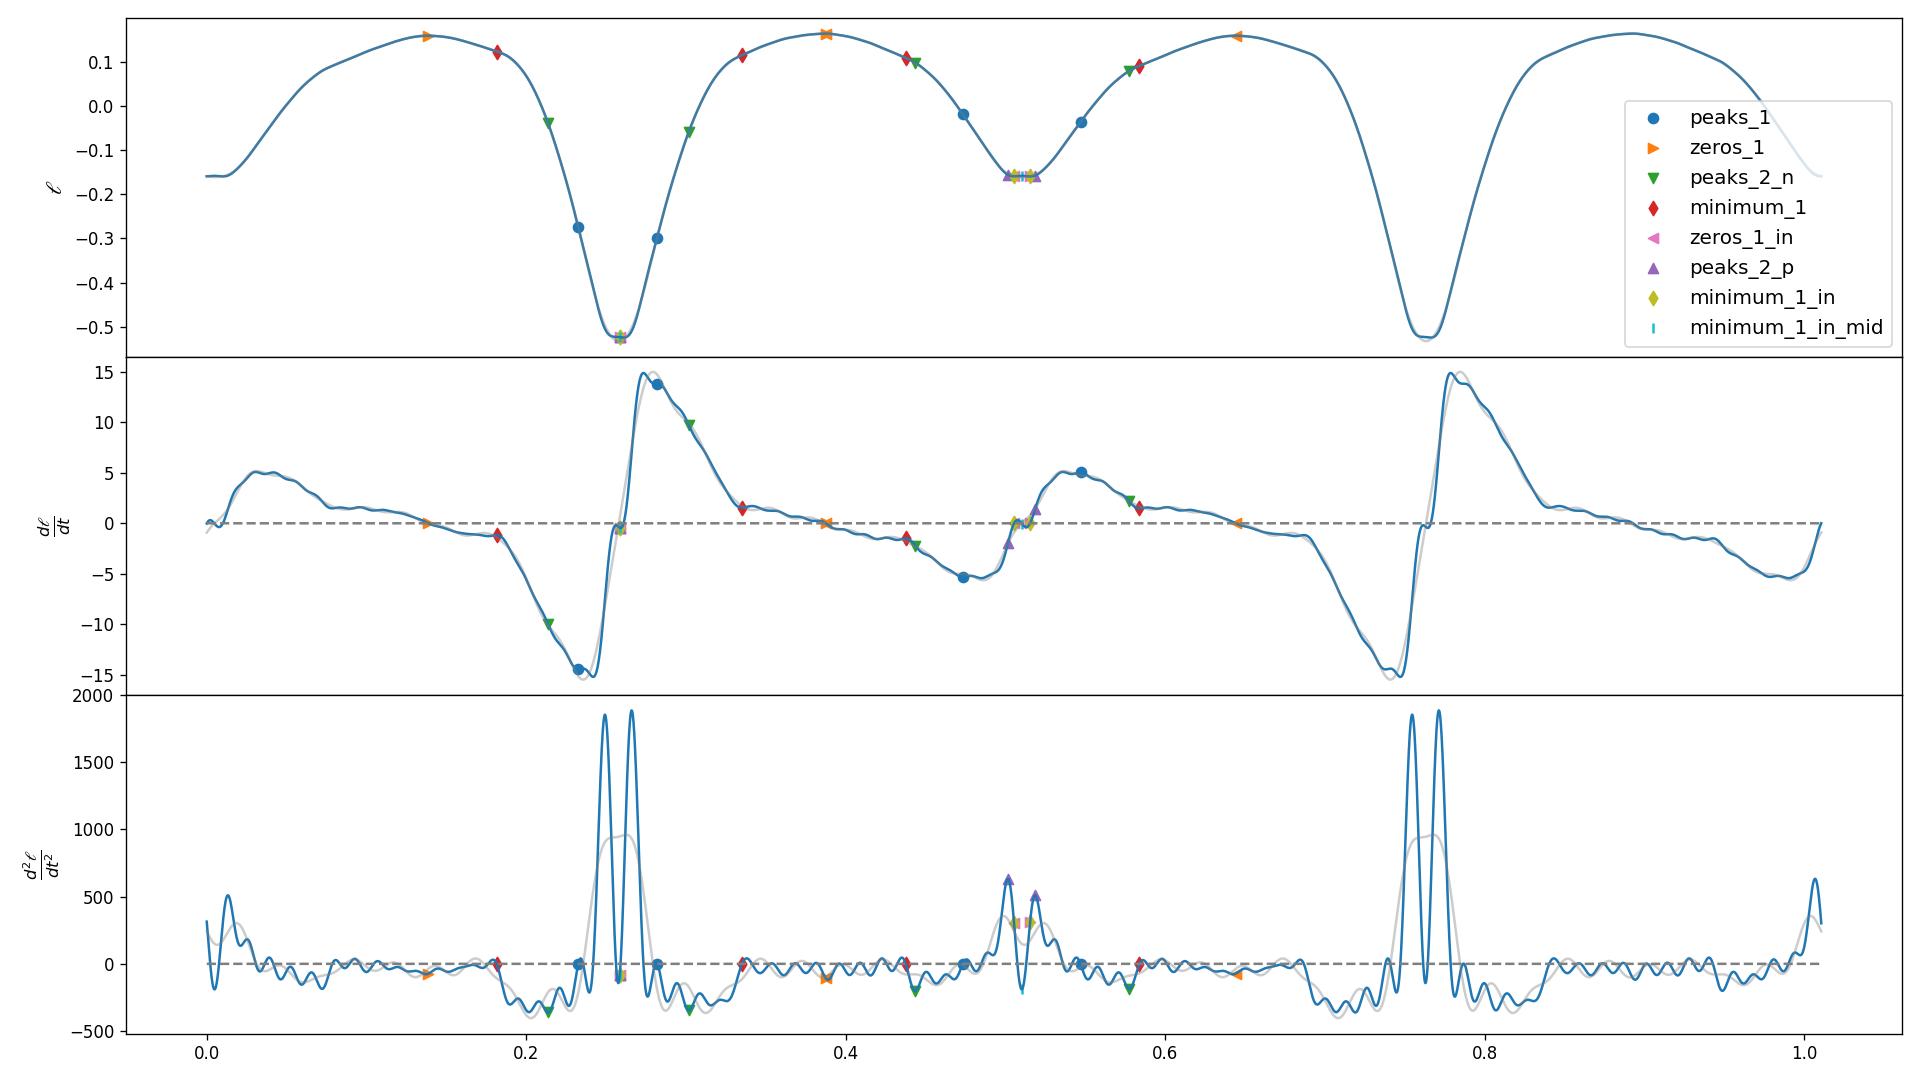 0.1
0.0
−0.1
−0.2
−0.3
−0.4
−0.5
ℓ
peaks_1
zeros_1
peaks_2_n
minimum_1
zeros_1_in
peaks_2_p
minimum_1_in
minimum_1_in_mid
15
10
5
0
−5
−10
−15
dℓ
dt
2000
1500
1000
500
0
−500
d²ℓ
dt²
0.0 0.2 0.4 0.6 0.8 1.0